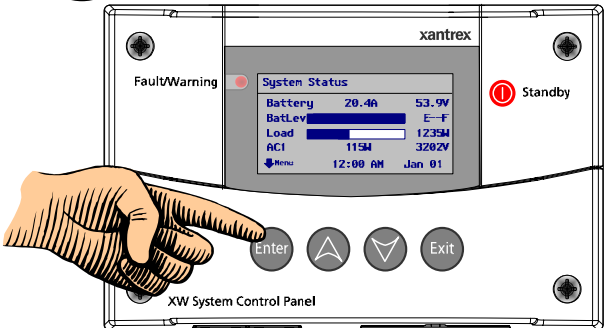 xantrex
Fault/Warning
System Status
Battery 20.4A 53.9V
BatLev E--F
Load 1235W
AC1 115W 3202V
Menu 12:00 AM Jan 01
Standby
Enter Exit
XW System Control Panel